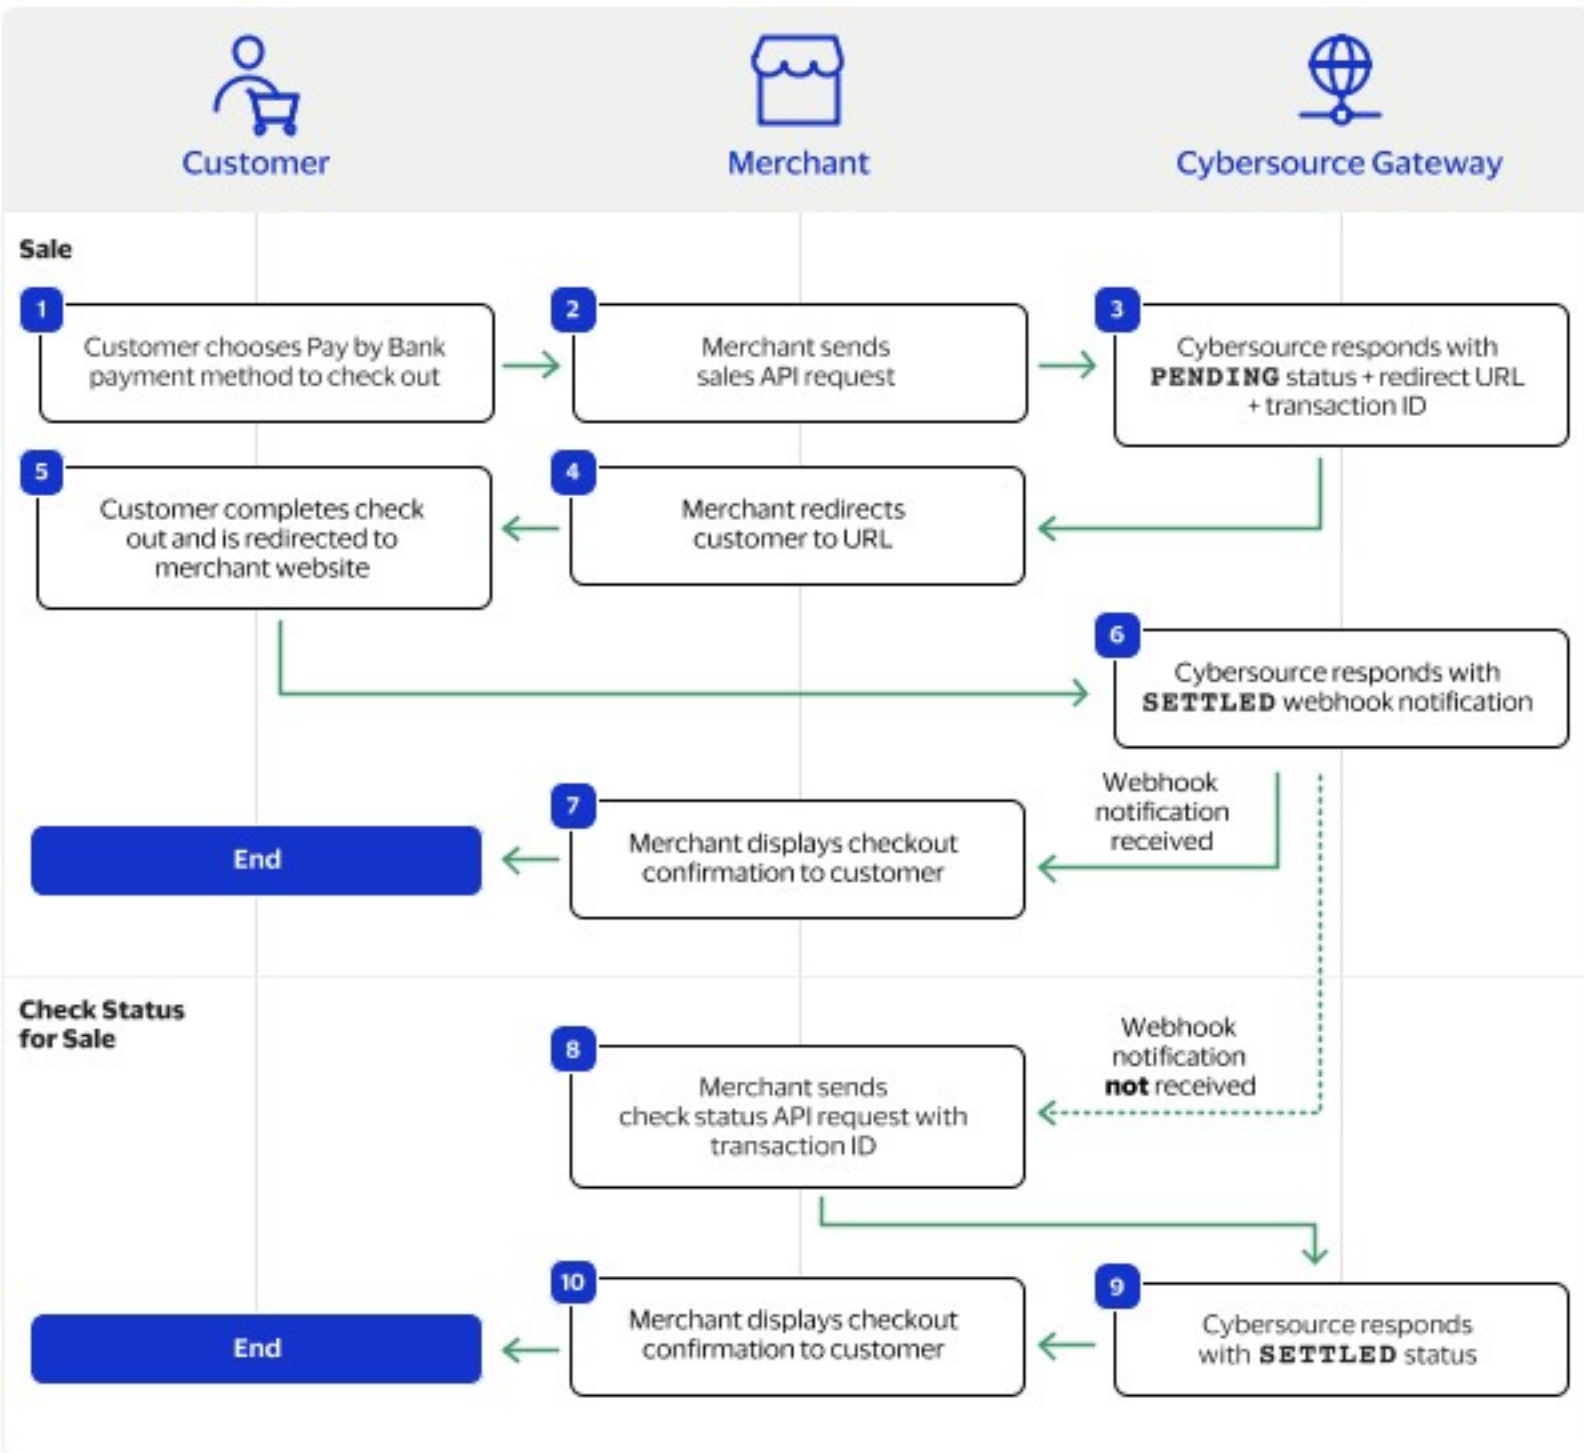 Customer
Merchant
Cybersource Gateway
Sale
1
Customer chooses Pay by Bank
payment method to check out
2
Merchant sends
sales API request
3
Cybersource responds with
PENDING status + redirect URL
+ transaction ID
5
Customer completes check
out and is redirected to
merchant website
4
Merchant redirects
customer to URL
6
Cybersource responds with
SETTLED webhook notification
Webhook
notification
received
7
Merchant displays checkout
confirmation to customer
End
Check Status
for Sale
8
Merchant sends
check status API request with
transaction ID
Webhook
notification
not received
10
Merchant displays checkout
confirmation to customer
9
Cybersource responds
with SETTLED status
End